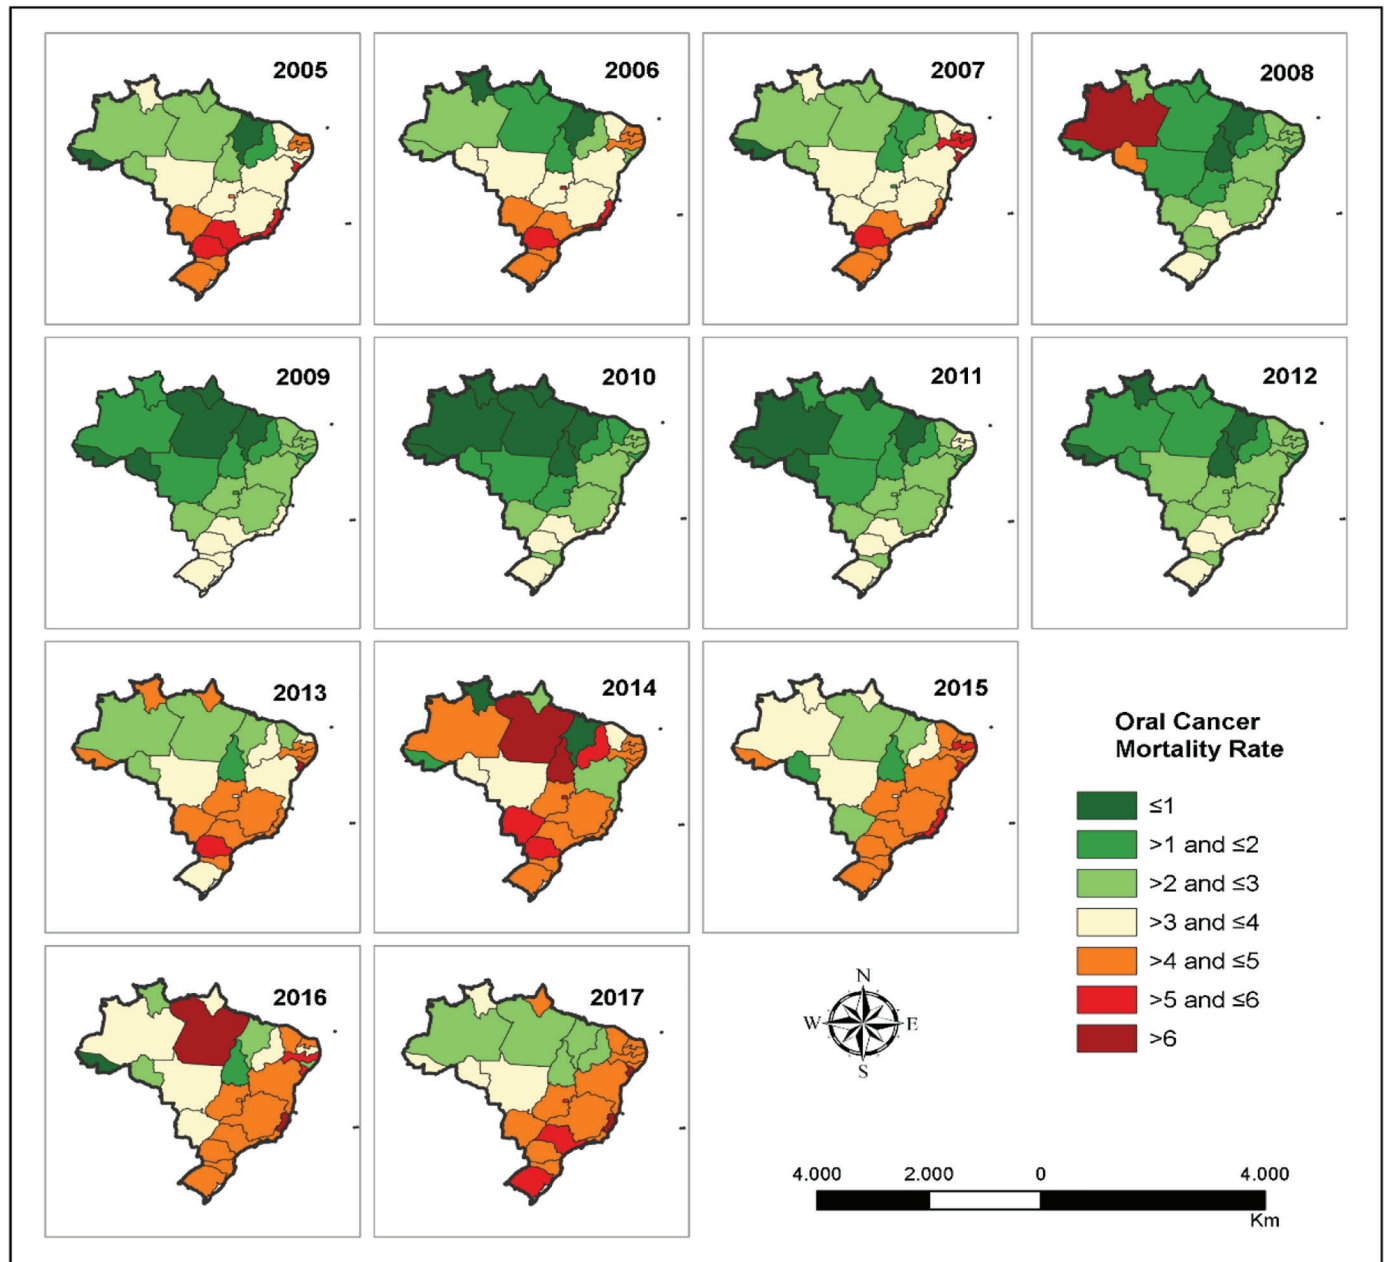 2005
2006
2007
2008
2009
2010
2011
2012
2013
2014
2015
Oral Cancer
Mortality Rate
≤1
>1 and ≤2
>2 and ≤3
>3 and ≤4
>4 and ≤5
>5 and ≤6
>6
2016
2017
N
W E
S
4.000 2.000 0 4.000
Km